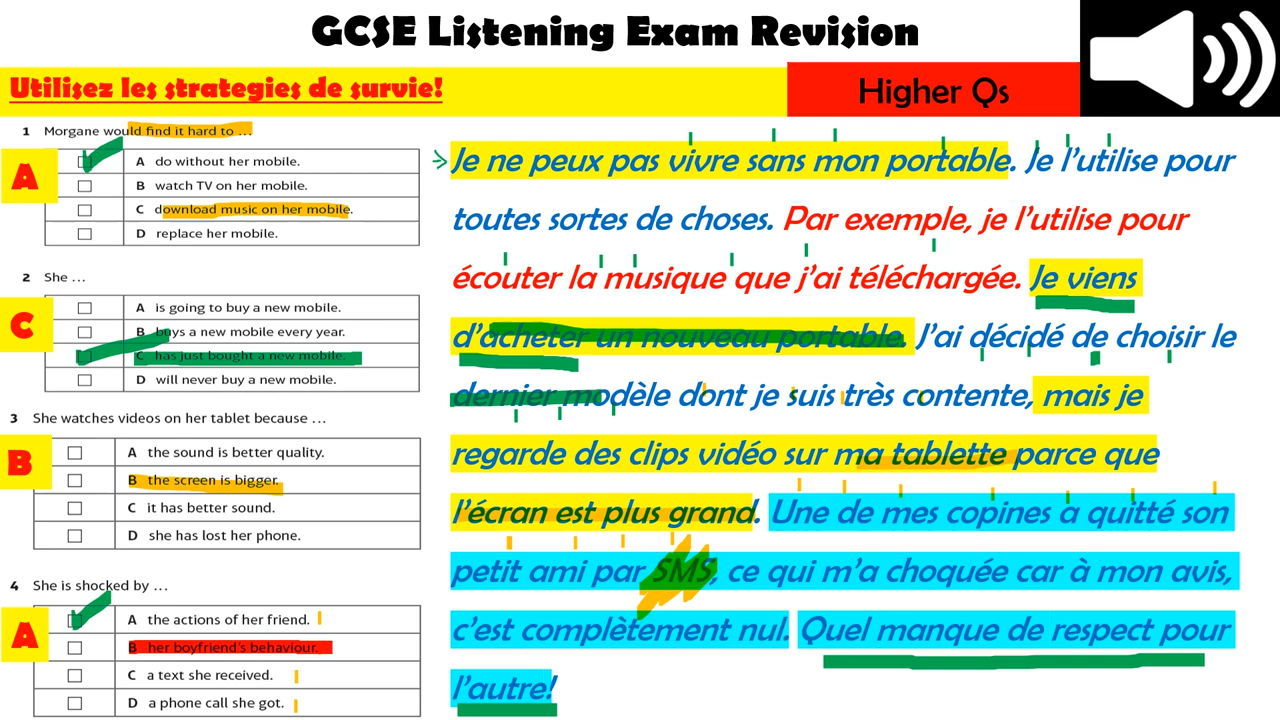 GCSE Listening Exam Revision
Utilisez les strategies de survie!
Higher Qs
1 Morgane would find it hard to ...
A
A do without her mobile.
B watch TV on her mobile.
C download music on her mobile.
D replace her mobile.
2 She ...
C
A is going to buy a new mobile.
B buys a new mobile every year.
C has just bought a new mobile.
D will never buy a new mobile.
3 She watches videos on her tablet because ...
B
A the sound is better quality.
B the screen is bigger.
C it has better sound.
D she has lost her phone.
4 She is shocked by ...
A
A the actions of her friend.
B her boyfriend's behaviour.
C a text she received.
D a phone call she got.
Je ne peux pas vivre sans mon portable. Je l'utilise pour
toutes sortes de choses. Par exemple, je l'utilise pour
écouter la musique que j'ai téléchargée. Je viens
d'acheter un nouveau portable. J'ai décidé de choisir le
dernier modèle dont je suis très contente, mais je
regarde des clips vidéo sur ma tablette parce que
l'écran est plus grand. Une de mes copines a quitté son
petit ami par SMS, ce qui m'a choquée car à mon avis,
c'est complètement nul. Quel manque de respect pour
l'autre!